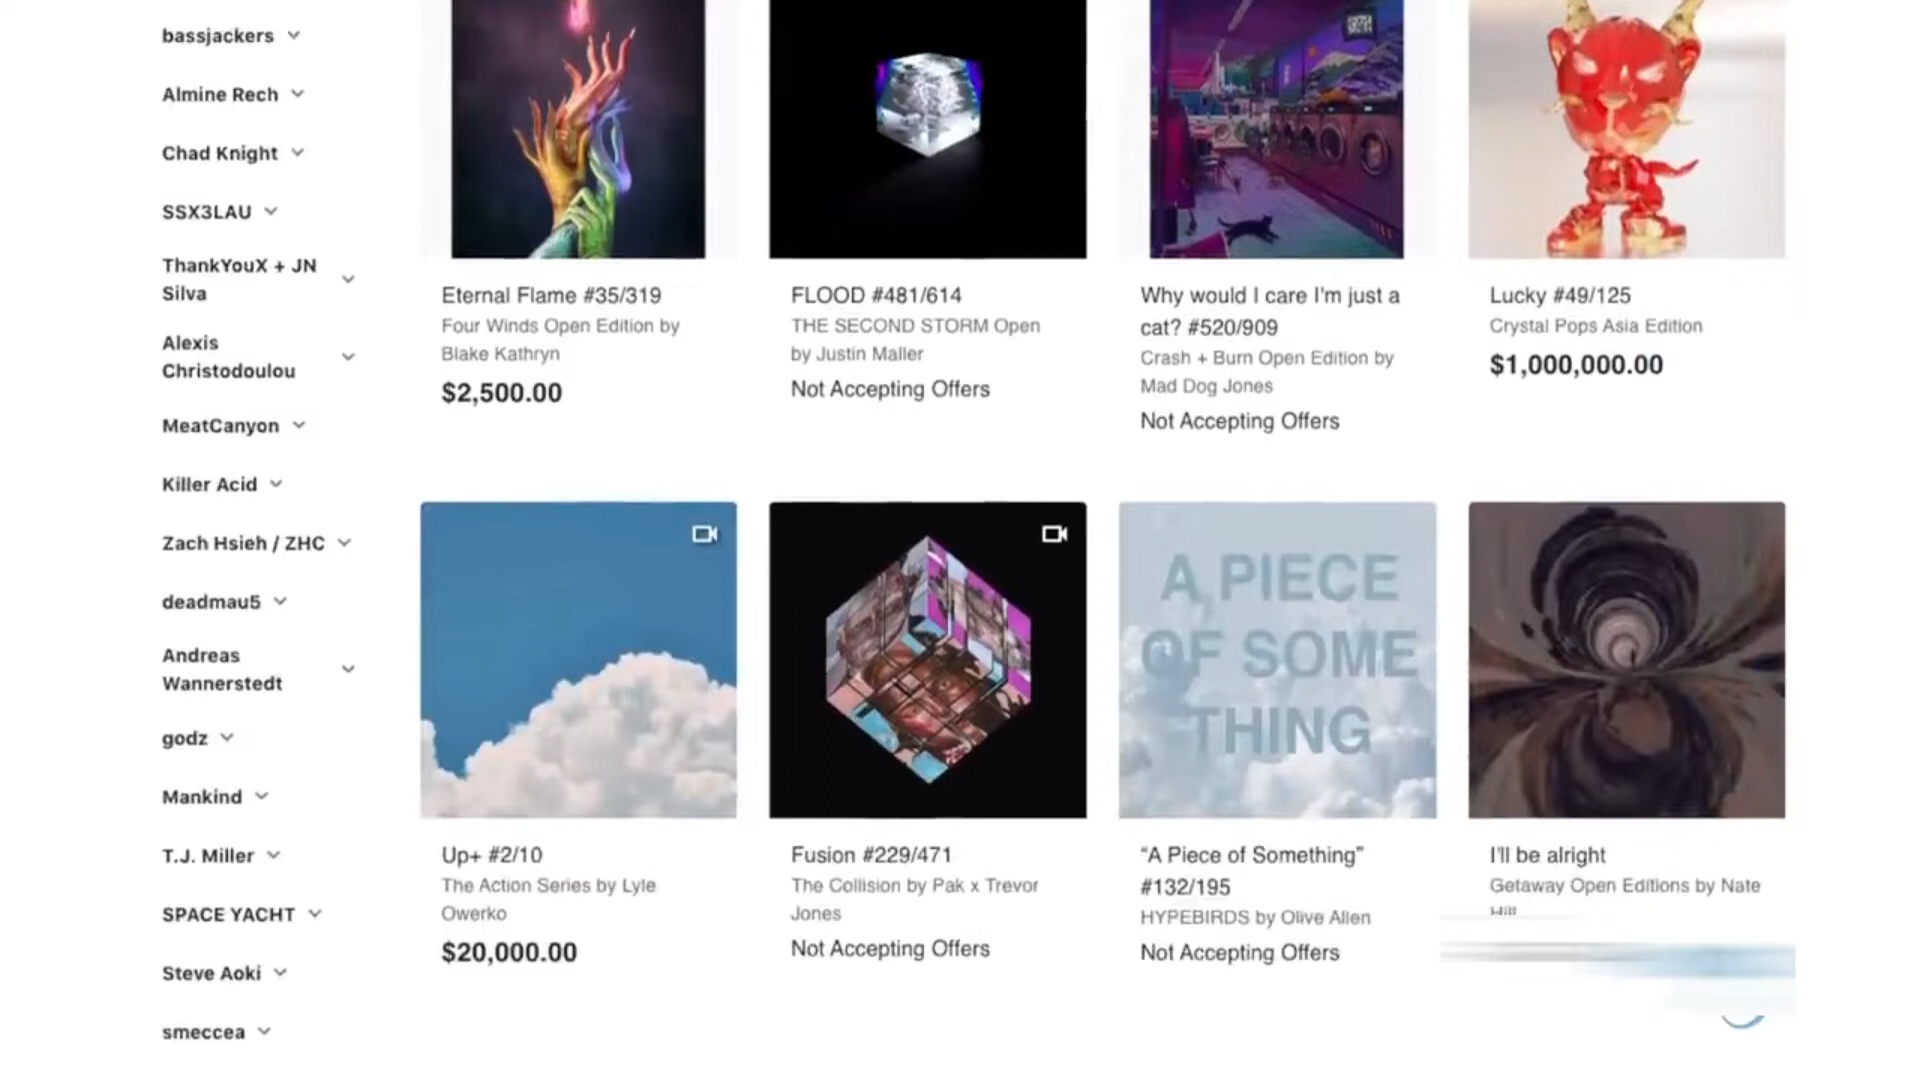 bassjackers
Almine Rech
Chad Knight
SSX3LAU
ThankYouX + JN
Silva
Alexis
Christodoulou
MeatCanyon
Killer Acid
Zach Hsieh / ZHC
deadmau5
Andreas
Wannerstedt
godz
Mankind
T.J. Miller
SPACE YACHT
Steve Aoki
smeccea
Eternal Flame #35/319
Four Winds Open Edition by
Blake Kathryn
$2,500.00
FLOOD #481/614
THE SECOND STORM Open
by Justin Maller
Not Accepting Offers
Why would I care I'm just a
cat? #520/909
Crash + Burn Open Edition by
Mad Dog Jones
Not Accepting Offers
Lucky #49/125
Crystal Pops Asia Edition
$1,000,000.00
Up+ #2/10
The Action Series by Lyle
Owerko
$20,000.00
Fusion #229/471
The Collision by Pak x Trevor
Jones
Not Accepting Offers
A PIECE
OF SOME
THING
“A Piece of Something”
#132/195
HYPEBIRDS by Olive Allen
Not Accepting Offers
I'll be alright
Getaway Open Editions by Nate